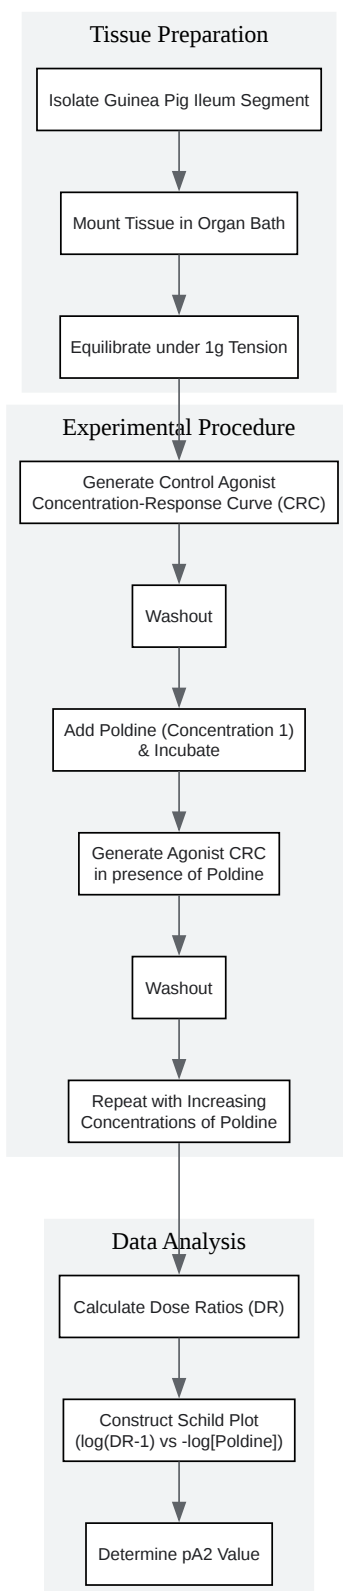 Tissue Preparation
Isolate Guinea Pig Ileum Segment
Mount Tissue in Organ Bath
Equilibrate under 1g Tension
Experimental Procedure
Generate Control Agonist
Concentration-Response Curve (CRC)
Washout
Add Poldine (Concentration 1)
& Incubate
Generate Agonist CRC
in presence of Poldine
Washout
Repeat with Increasing
Concentrations of Poldine
Data Analysis
Calculate Dose Ratios (DR)
Construct Schild Plot
(log(DR-1) vs -log[Poldine])
Determine pA2 Value